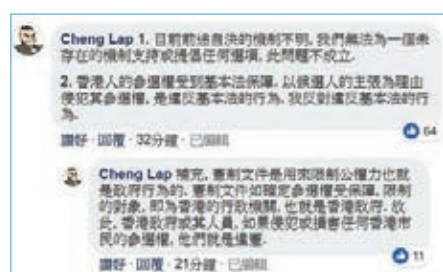 Cheng Lap 1. 目前前途自決的機制不明, 我們無法為一個未
存在的機制支持或提倡任何選項, 此問題不成立.
2. 香港人的參選權受到基本法保障, 以候選人的主張為理由
侵犯其參選權, 是違反基本法的行為, 我反對違反基本法的行
為.
讚好 · 回覆 · 32分鐘 · 已編輯
64
Cheng Lap 補充, 憲制文件是用來限制公權力也就
是政府行為的, 憲制文件如確定參選權受保障, 限制
的對象, 即為香港的行政機關, 也就是香港政府. 故
此, 香港政府或其人員, 如果侵犯或損害任何香港市
民的參選權, 他們就是違憲.
讚好 · 回覆 · 21分鐘 · 已編輯
11